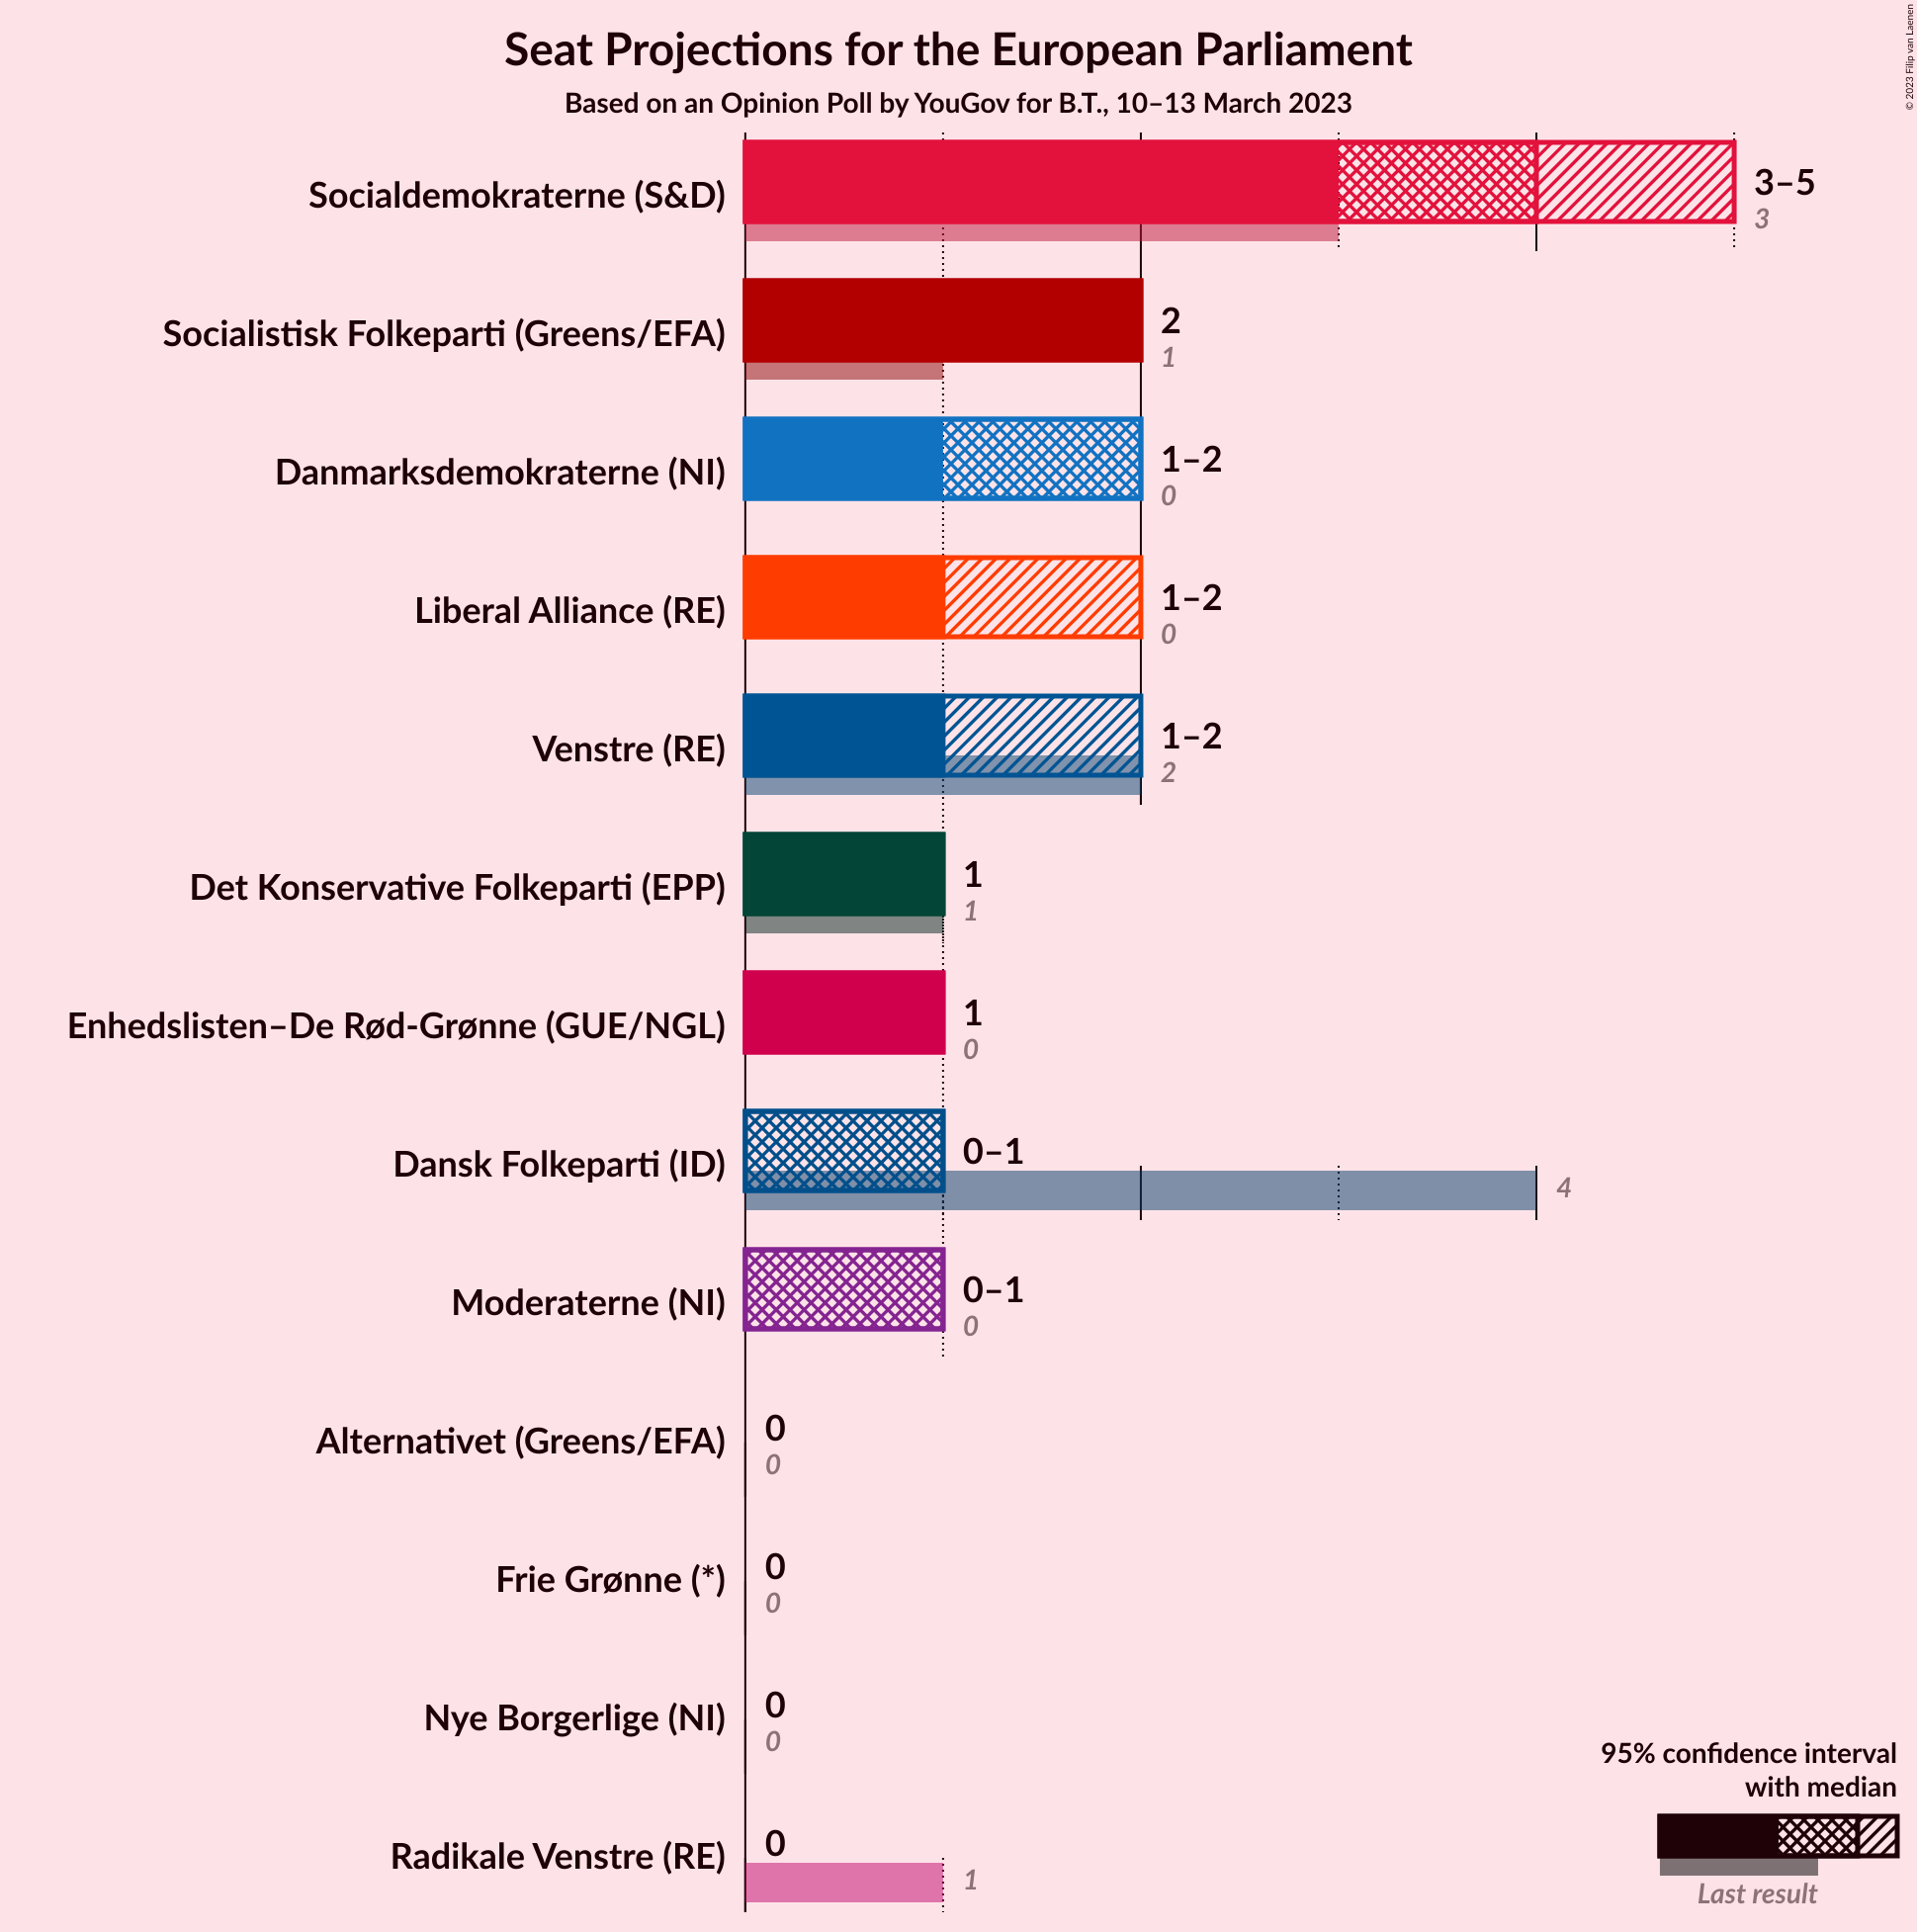 Seat Projections for the European Parliament
Based on an Opinion Poll by YouGov for B.T., 10–13 March 2023
© 2023 Filip van Laenen
Socialdemokraterne (S&D)
3–5
3
Socialistisk Folkeparti (Greens/EFA)
2
1
Danmarksdemokraterne (NI)
1–2
0
Liberal Alliance (RE)
1–2
0
Venstre (RE)
1–2
2
Det Konservative Folkeparti (EPP)
1
1
Enhedslisten–De Rød-Grønne (GUE/NGL)
1
0
Dansk Folkeparti (ID)
0–1
4
Moderaterne (NI)
0–1
0
Alternativet (Greens/EFA)
0
0
Frie Grønne (*)
0
0
Nye Borgerlige (NI)
0
0
Radikale Venstre (RE)
0
1
95% confidence interval
with median
Last result